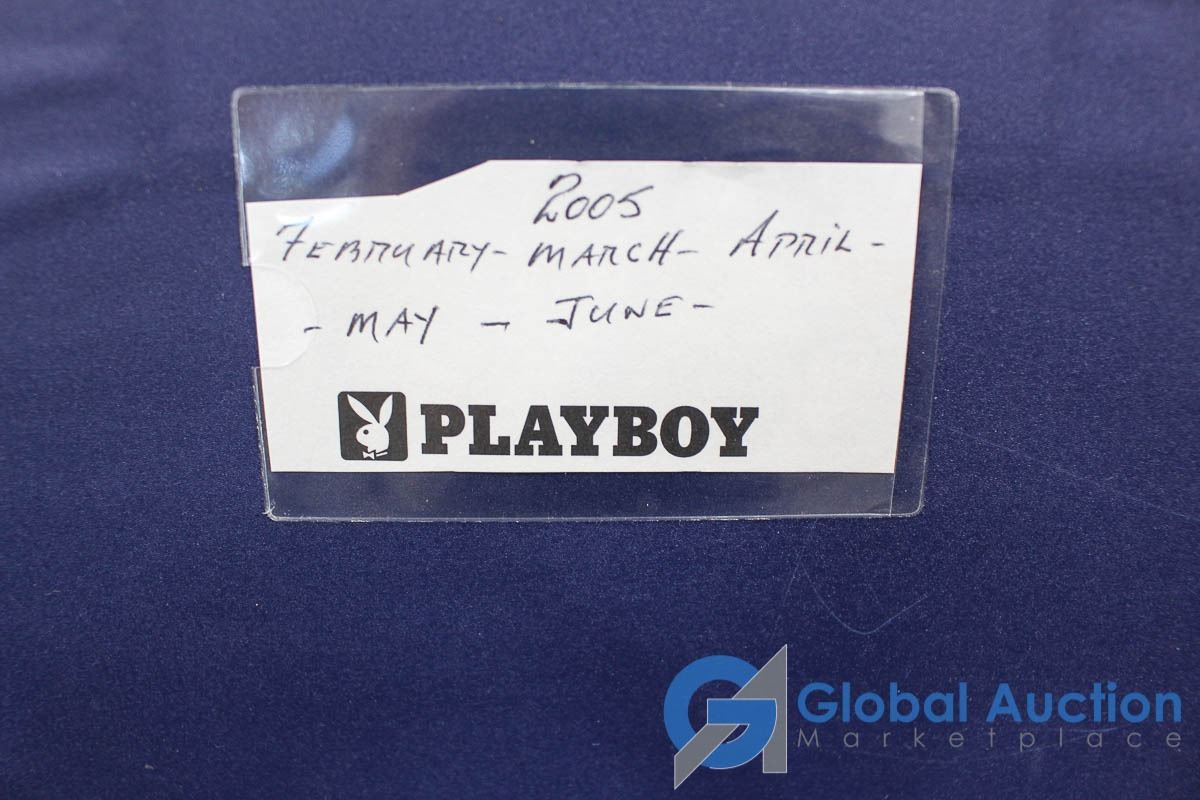 2005
FEBRUARY - MARCH - APRIL -
- MAY - JUNE -
PLAYBOY
Global Auction
Marketplace